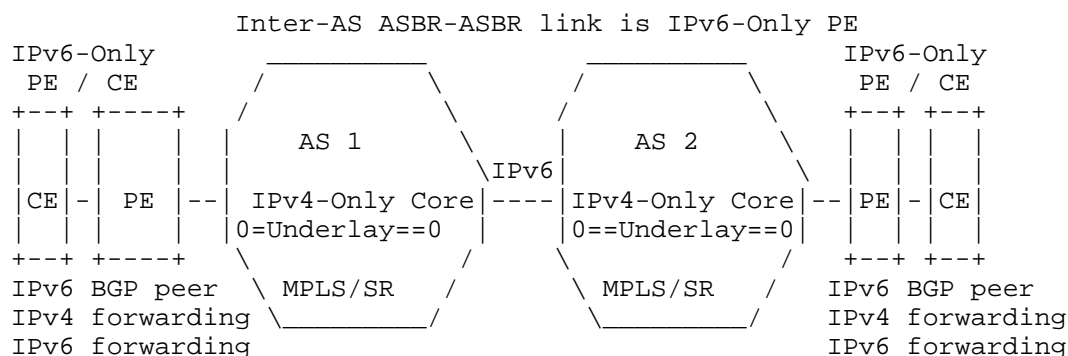 Inter-AS ASBR-ASBR link is IPv6-Only PE
IPv6-Only IPv6-Only
PE / CE PE / CE
AS 1 AS 2
IPv6
CE - PE -- IPv4-Only Core ---- IPv4-Only Core -- PE - CE
0=Underlay==0 0==Underlay==0
IPv6 BGP peer MPLS/SR MPLS/SR IPv6 BGP peer
IPv4 forwarding IPv4 forwarding
IPv6 forwarding IPv6 forwarding